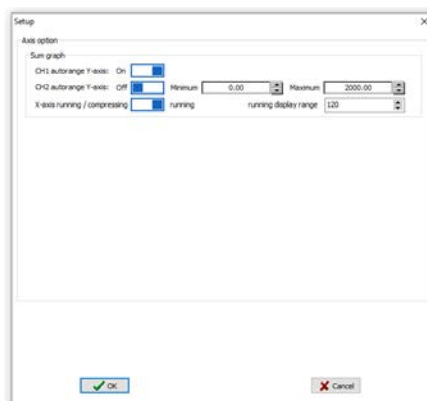 Setup
Axis option
Sum graph
CH1 autorange Y-axis: On
CH2 autorange Y-axis: Off Minimum 0.00 Maximum 2000.00
X-axis running / compressing running running display range 120
OK Cancel